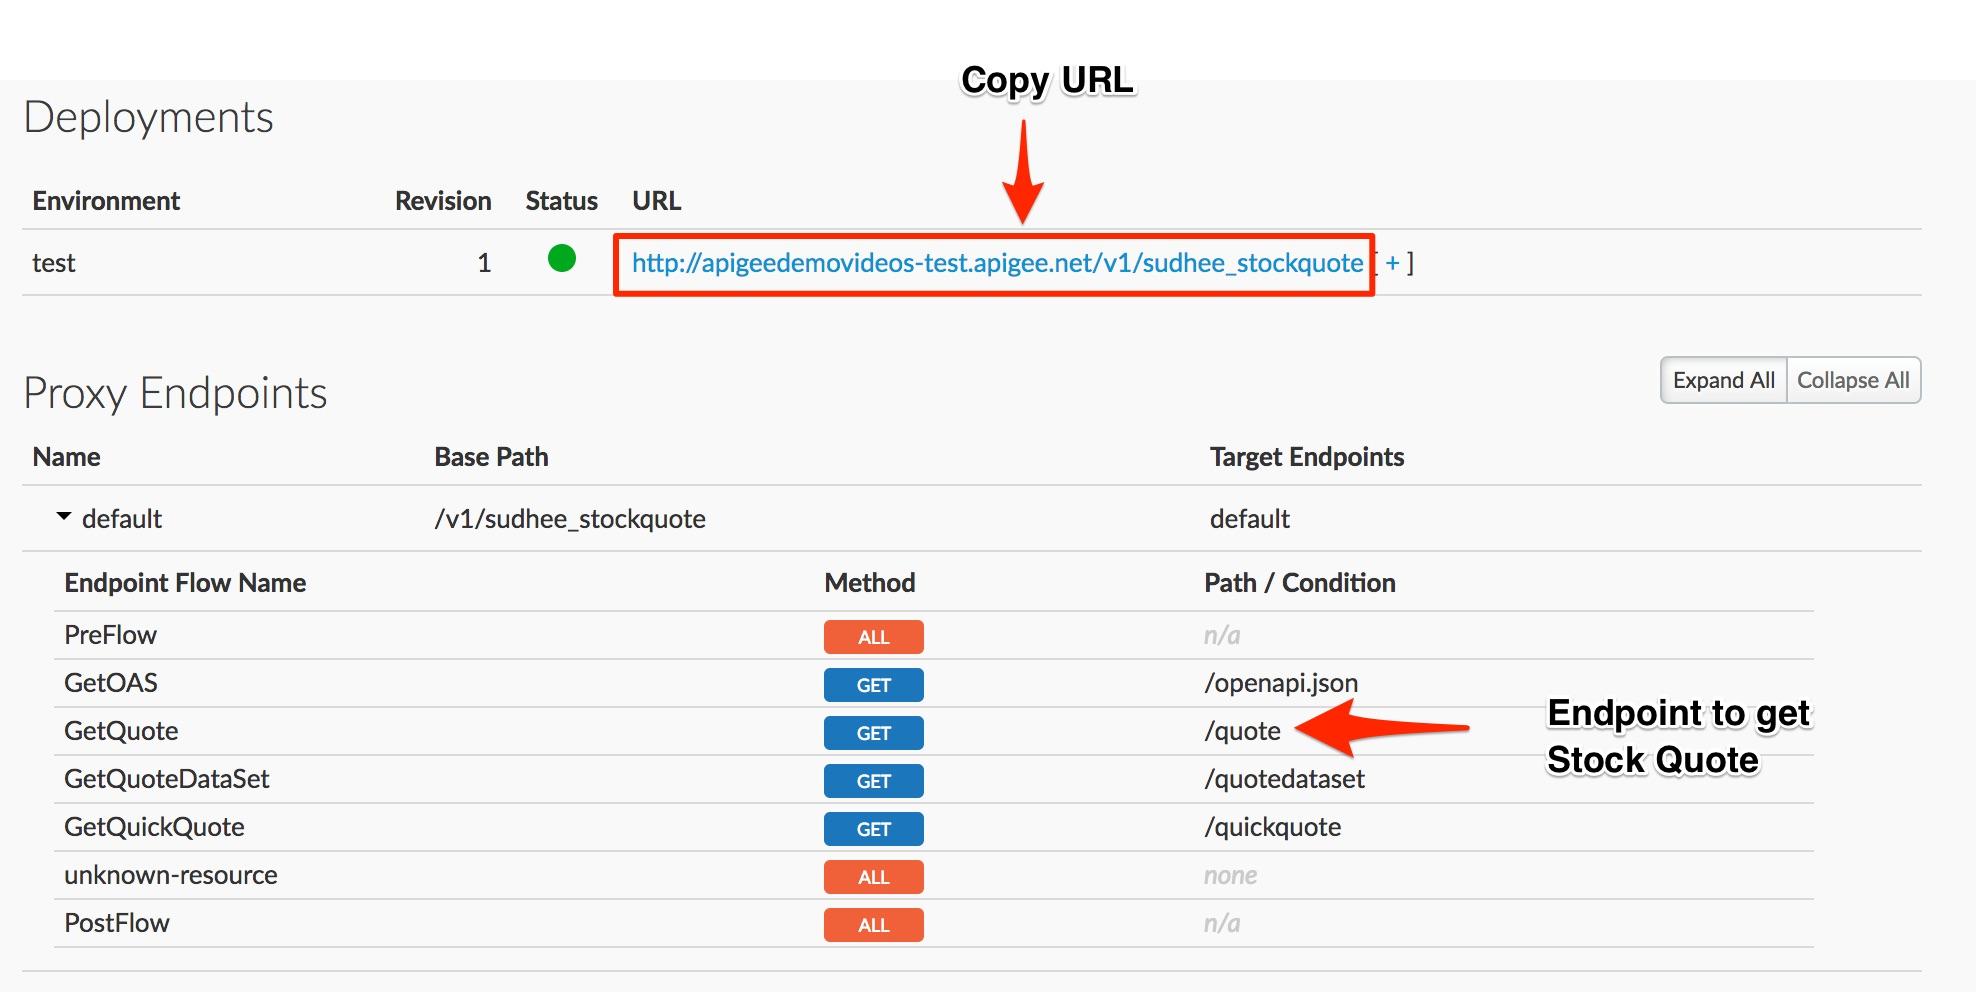 Copy URL
Deployments
Environment Revision Status URL
test 1 http://apigeedemovideos-test.apigee.net/v1/sudhee_stockquote [ + ]
Proxy Endpoints
Expand All Collapse All
Name Base Path Target Endpoints
default /v1/sudhee_stockquote default
Endpoint Flow Name Method Path / Condition
PreFlow ALL n/a
GetOAS GET /openapi.json
GetQuote GET /quote
Endpoint to get
Stock Quote
GetQuoteDataSet GET /quotedataset
GetQuickQuote GET /quickquote
unknown-resource ALL none
PostFlow ALL n/a